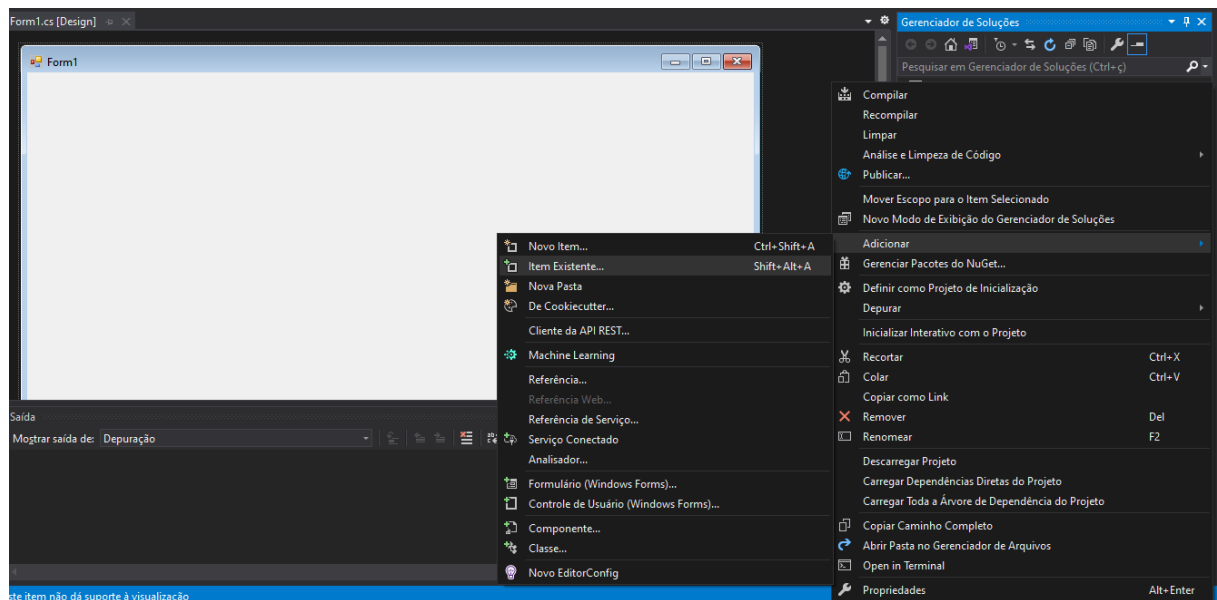 Form1.cs [Design]
Form1
Gerenciador de Soluções
Pesquisar em Gerenciador de Soluções (Ctrl+ç)
Compilar
Recompilar
Limpar
Análise e Limpeza de Código
Publicar...
Mover Escopo para o Item Selecionado
Novo Modo de Exibição do Gerenciador de Soluções
Adicionar
Gerenciar Pacotes do NuGet...
Definir como Projeto de Inicialização
Depurar
Inicializar Interativo com o Projeto
Recortar Ctrl+X
Colar Ctrl+V
Copiar como Link
Remover Del
Renomear F2
Descarregar Projeto
Carregar Dependências Diretas do Projeto
Carregar Toda a Árvore de Dependência do Projeto
Copiar Caminho Completo
Abrir Pasta no Gerenciador de Arquivos
Open in Terminal
Propriedades Alt+Enter
Novo Item... Ctrl+Shift+A
Item Existente... Shift+Alt+A
Nova Pasta
De Cookiecutter...
Cliente da API REST...
Machine Learning
Referência...
Referência Web...
Referência de Serviço...
Serviço Conectado
Analisador...
Formulário (Windows Forms)...
Controle de Usuário (Windows Forms)...
Componente...
Classe...
Novo EditorConfig
Saída
Mostrar saída de: Depuração
ste item não dá suporte à visualização